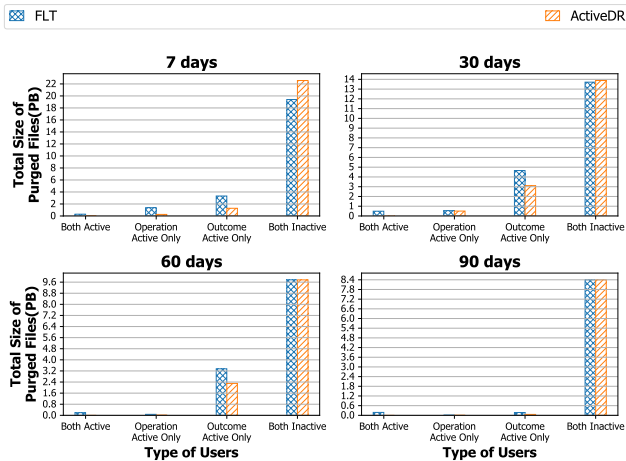 FLT
ActiveDR
7 days
30 days
Total Size of
Purged Files(PB)
22
20
18
16
14
12
10
8
6
4
2
0
Both Active
Operation
Active Only
Outcome
Active Only
Both Inactive
14
13
12
11
10
9
8
7
6
5
4
3
2
1
0
Both Active
Operation
Active Only
Outcome
Active Only
Both Inactive
60 days
90 days
Total Size of
Purged Files(PB)
9.6
8.8
8.0
7.2
6.4
5.6
4.8
4.0
3.2
2.4
1.6
0.8
0.0
Both Active
Operation
Active Only
Outcome
Active Only
Both Inactive
Type of Users
8.4
7.8
7.2
6.6
6.0
5.4
4.8
4.2
3.6
3.0
2.4
1.8
1.2
0.6
0.0
Both Active
Operation
Active Only
Outcome
Active Only
Both Inactive
Type of Users